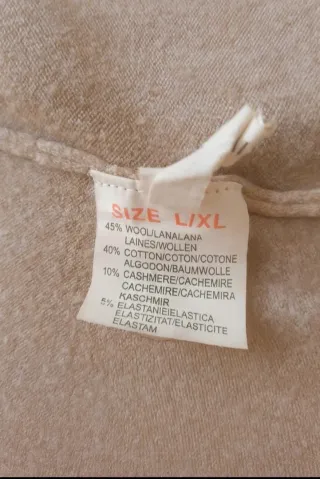 SIZE L/XL
45% WOOL/LANA/LANA
LAINES/WOLLEN
40% COTTON/COTON/COTONE
ALGODON/BAUMWOLLE
10% CASHMERE/CACHEMIRE
CACHEMIRE/CACHEMIRA
KASCHMIR
5% ELASTANE/ELASTICA
ELASTIZITAT/ELASTICITE
ELASTAM